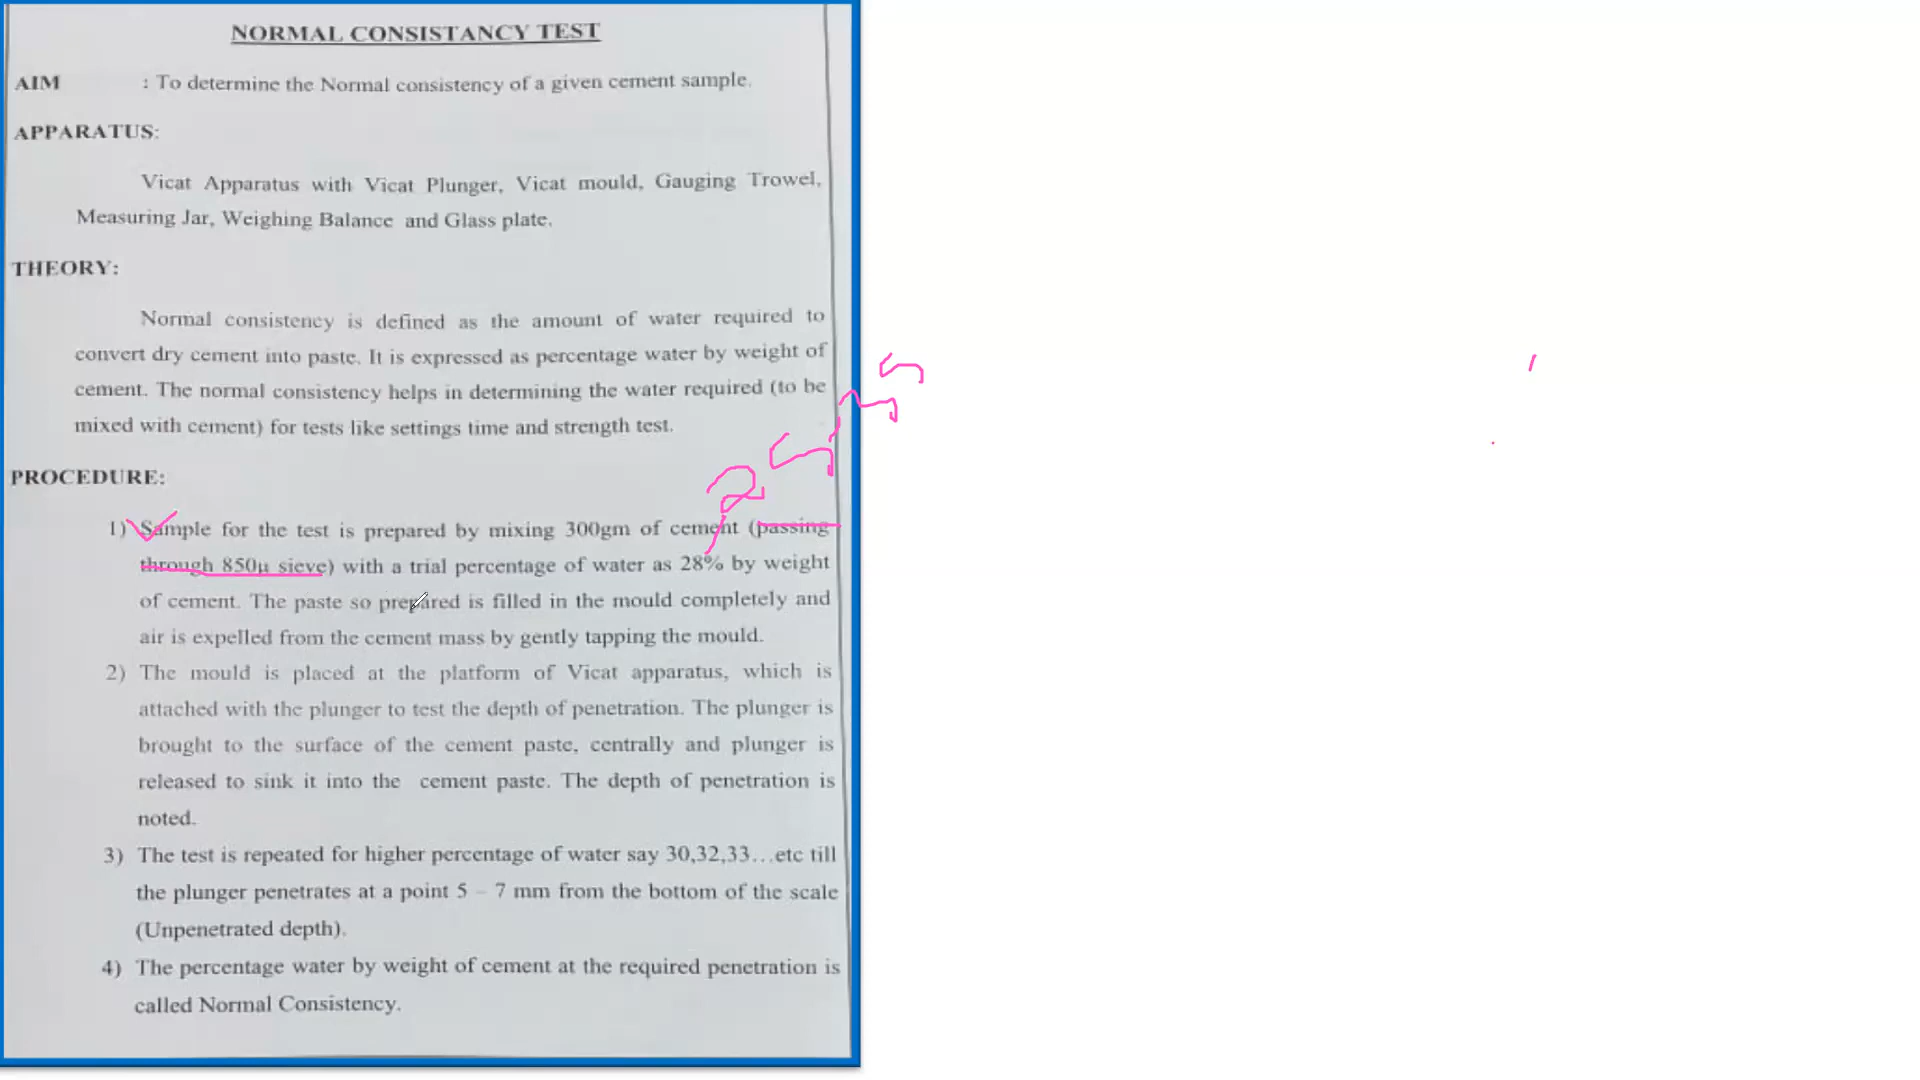 NORMAL CONSISTANCY TEST
AIM : To determine the Normal consistency of a given cement sample.
APPARATUS:
Vicat Apparatus with Vicat Plunger, Vicat mould, Gauging Trowel,
Measuring Jar, Weighing Balance and Glass plate.
THEORY:
Normal consistency is defined as the amount of water required to
convert dry cement into paste. It is expressed as percentage water by weight of
cement. The normal consistency helps in determining the water required (to be
mixed with cement) for tests like settings time and strength test.
PROCEDURE:
1) Sample for the test is prepared by mixing 300gm of cement (passing
through 850µ sieve) with a trial percentage of water as 28% by weight
of cement. The paste so prepared is filled in the mould completely and
air is expelled from the cement mass by gently tapping the mould.
2) The mould is placed at the platform of Vicat apparatus, which is
attached with the plunger to test the depth of penetration. The plunger is
brought to the surface of the cement paste, centrally and plunger is
released to sink it into the cement paste. The depth of penetration is
noted.
3) The test is repeated for higher percentage of water say 30,32,33...etc till
the plunger penetrates at a point 5 – 7 mm from the bottom of the scale
(Unpenetrated depth).
4) The percentage water by weight of cement at the required penetration is
called Normal Consistency.